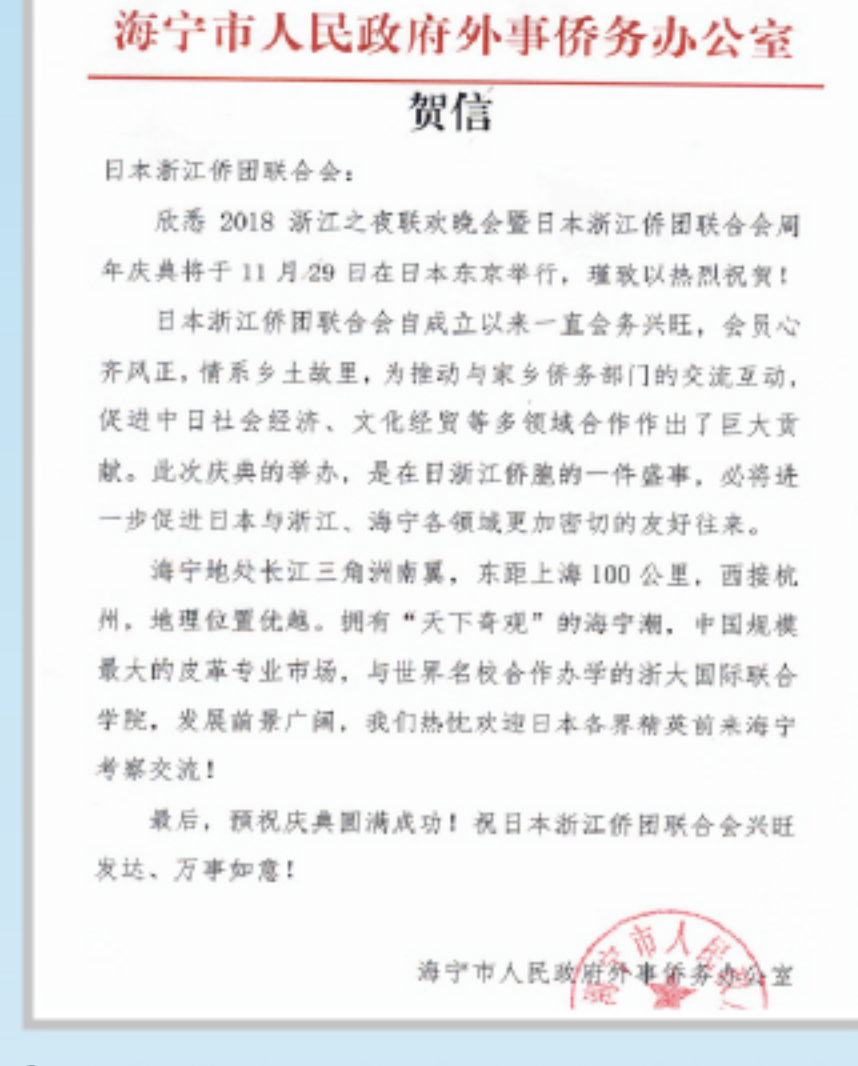 海宁市人民政府外事侨务办公室
贺信
日本浙江侨团联合会：
欣悉 2018 浙江之夜联欢晚会暨日本浙江侨团联合会周
年庆典将于 11 月 29 日在日本东京举行，瑾致以热烈祝贺！
日本浙江侨团联合会自成立以来一直会务兴旺，会员心
齐风正，情系乡土故里，为推动与家乡侨务部门的交流互动，
促进中日社会经济、文化经贸等多领域合作作出了巨大贡
献。此次庆典的举办，是在日浙江侨胞的一件盛事，必将进
一步促进日本与浙江、海宁各领域更加密切的友好往来。
海宁地处长江三角洲南翼，东距上海 100 公里，西接杭
州，地理位置优越。拥有“天下奇观”的海宁潮，中国规模
最大的皮革专业市场，与世界名校合作办学的浙大国际联合
学院，发展前景广阔，我们热忱欢迎日本各界精英前来海宁
考察交流！
最后，预祝庆典圆满成功！祝日本浙江侨团联合会兴旺
发达、万事如意！
海宁市人民政府外事侨务办公室
海宁市人民